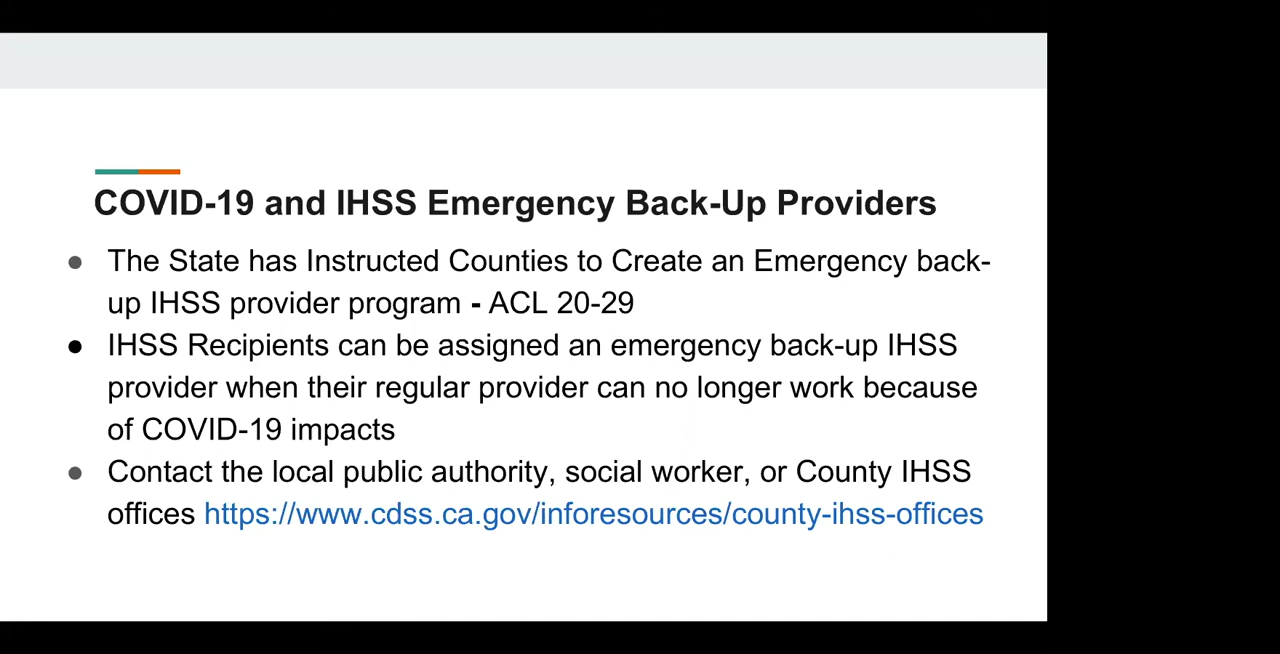 COVID-19 and IHSS Emergency Back-Up Providers
● The State has Instructed Counties to Create an Emergency back-
up IHSS provider program - ACL 20-29
● IHSS Recipients can be assigned an emergency back-up IHSS
provider when their regular provider can no longer work because
of COVID-19 impacts
● Contact the local public authority, social worker, or County IHSS
offices https://www.cdss.ca.gov/inforesources/county-ihss-offices